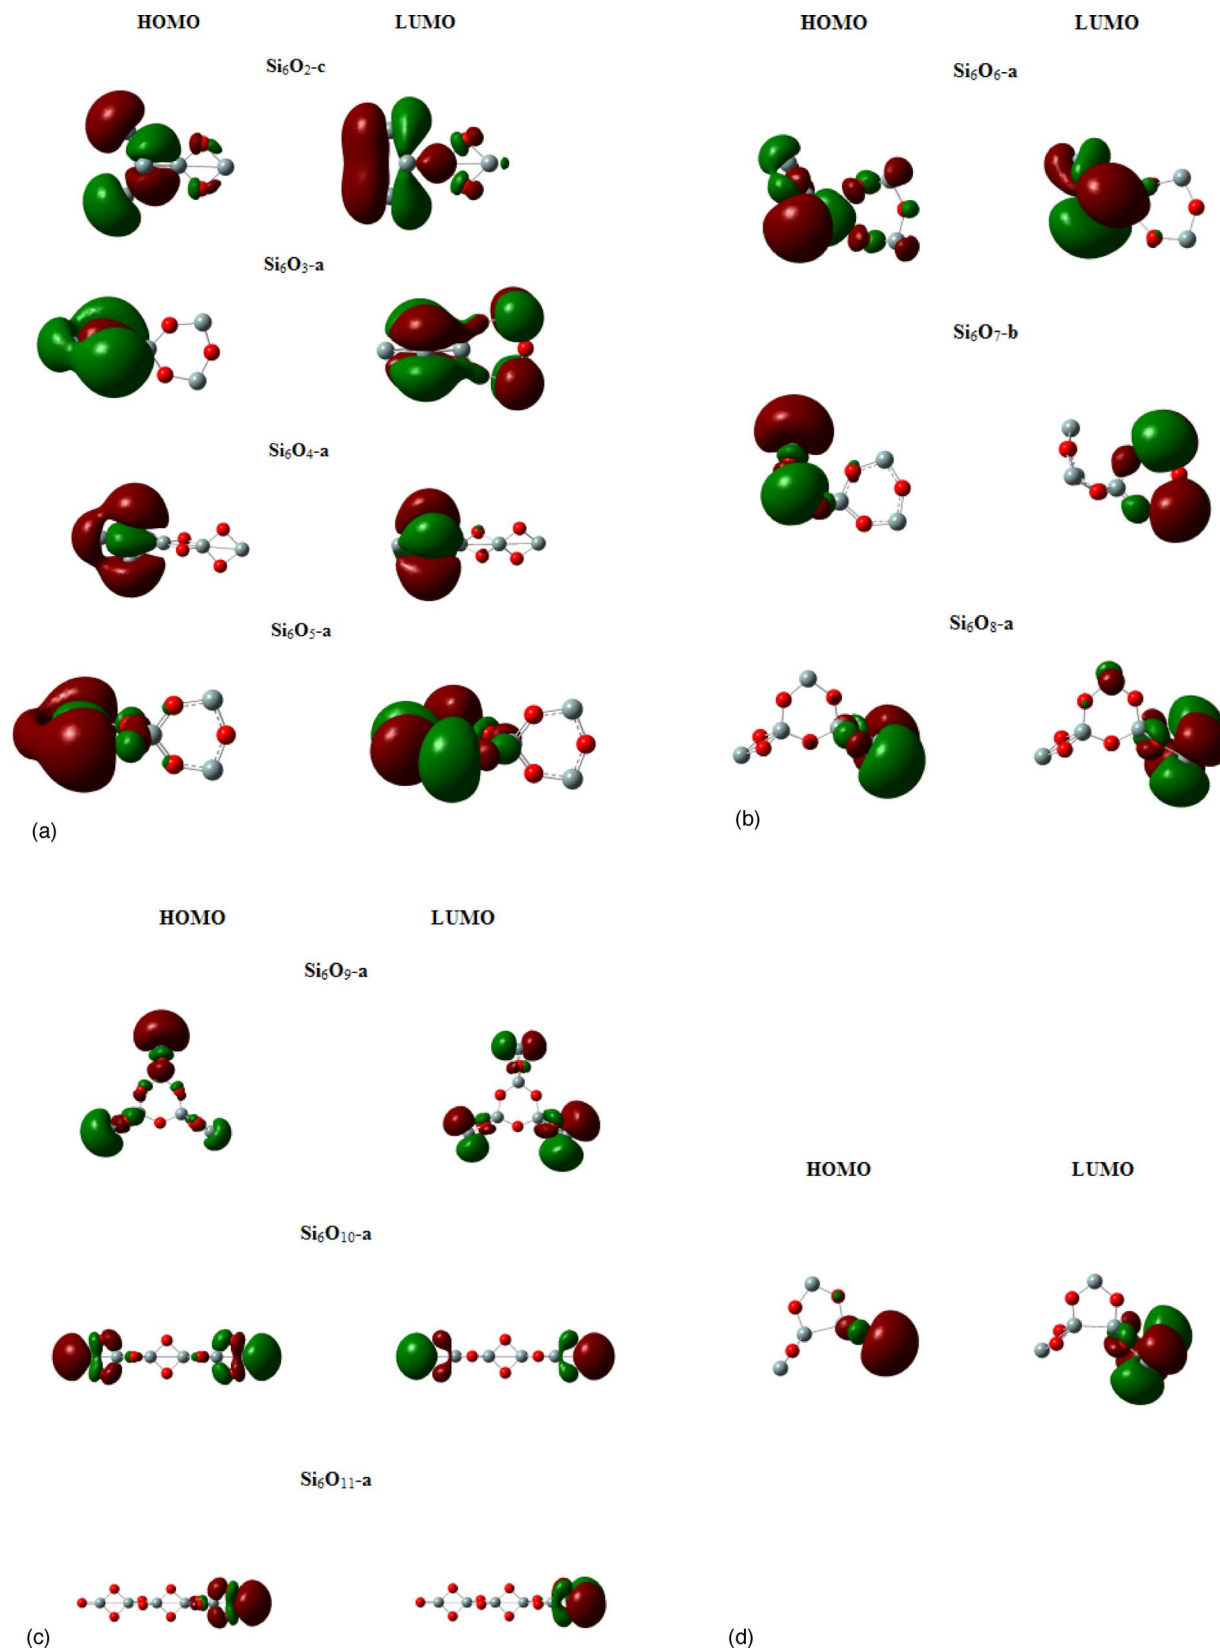 HOMO LUMO
Si₆O₂-c
Si₆O₃-a
Si₆O₄-a
Si₆O₅-a
(a)
HOMO LUMO
Si₆O₆-a
Si₆O₇-b
Si₆O₈-a
(b)
HOMO LUMO
Si₆O₉-a
Si₆O₁₀-a
Si₆O₁₁-a
(c)
HOMO LUMO
(d)